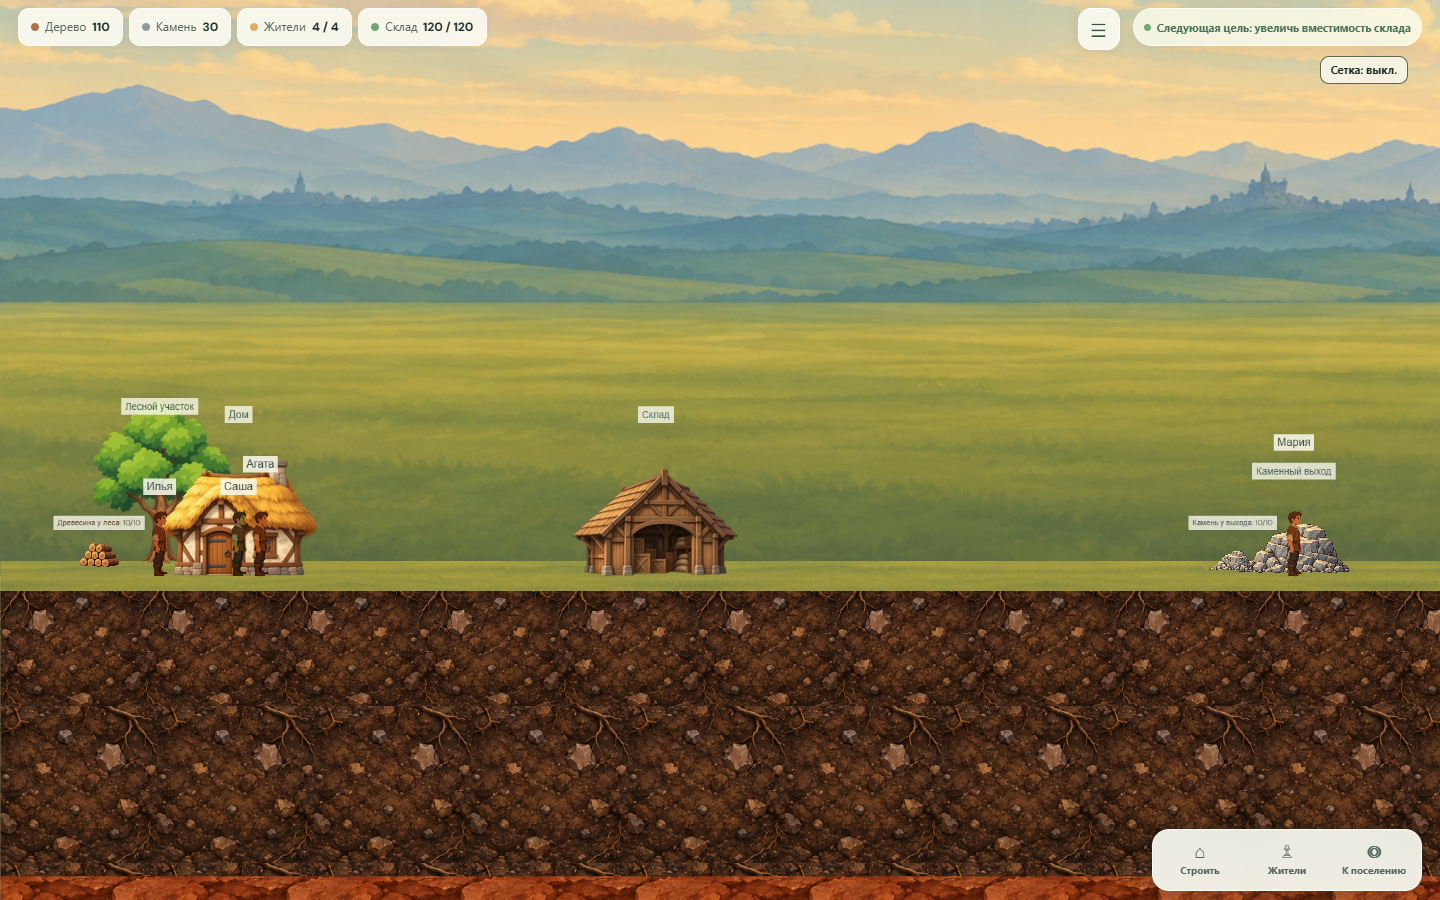 Дерево 110
Камень 30
Жители 4 / 4
Склад 120 / 120
Следующая цель: увеличь вместимость склада
Сетка: выкл.
Лесной участок
Дом
Склад
Мария
Агата
Каменный выход
Илья
Саша
Древесина у леса: 10/10
Камень у выхода: 10/10
Строить
Жители
К поселению